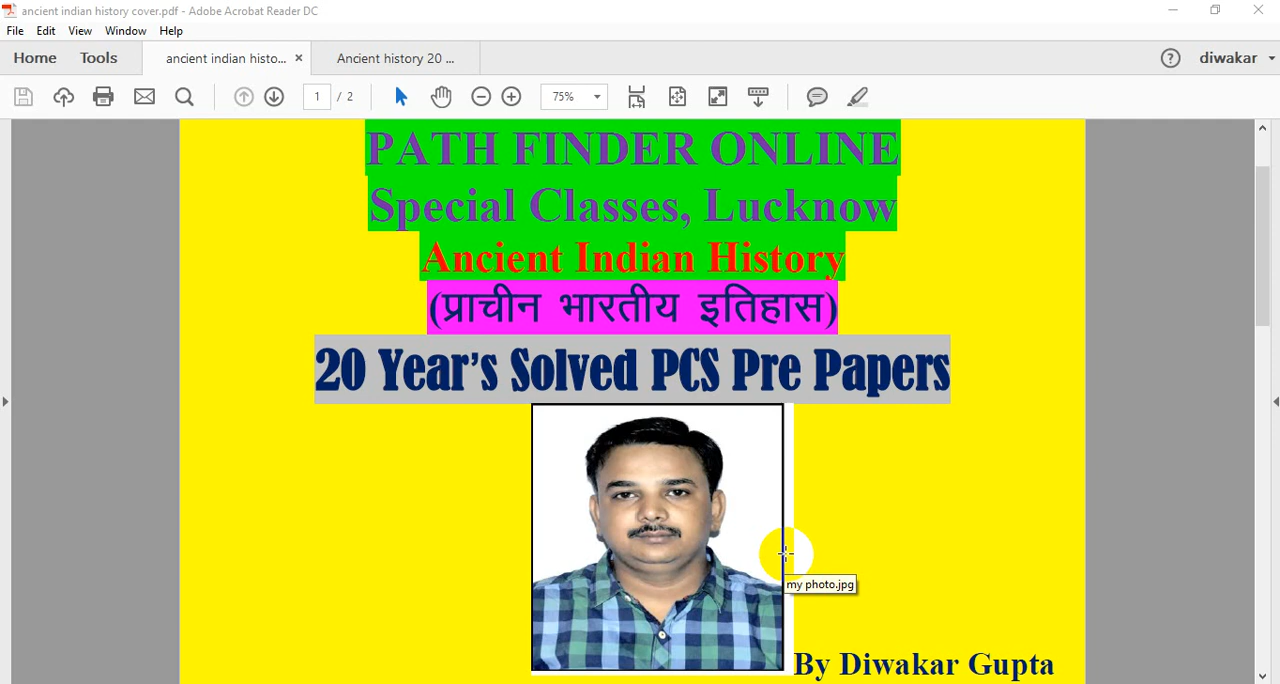 ancient indian history cover.pdf - Adobe Acrobat Reader DC
File Edit View Window Help
Home Tools ancient indian histo... × Ancient history 20 ... ? diwakar
1 / 2 75%
PATH FINDER ONLINE
Special Classes, Lucknow
Ancient Indian History
(प्राचीन भारतीय इतिहास)
20 Year’s Solved PCS Pre Papers
my photo.jpg
By Diwakar Gupta